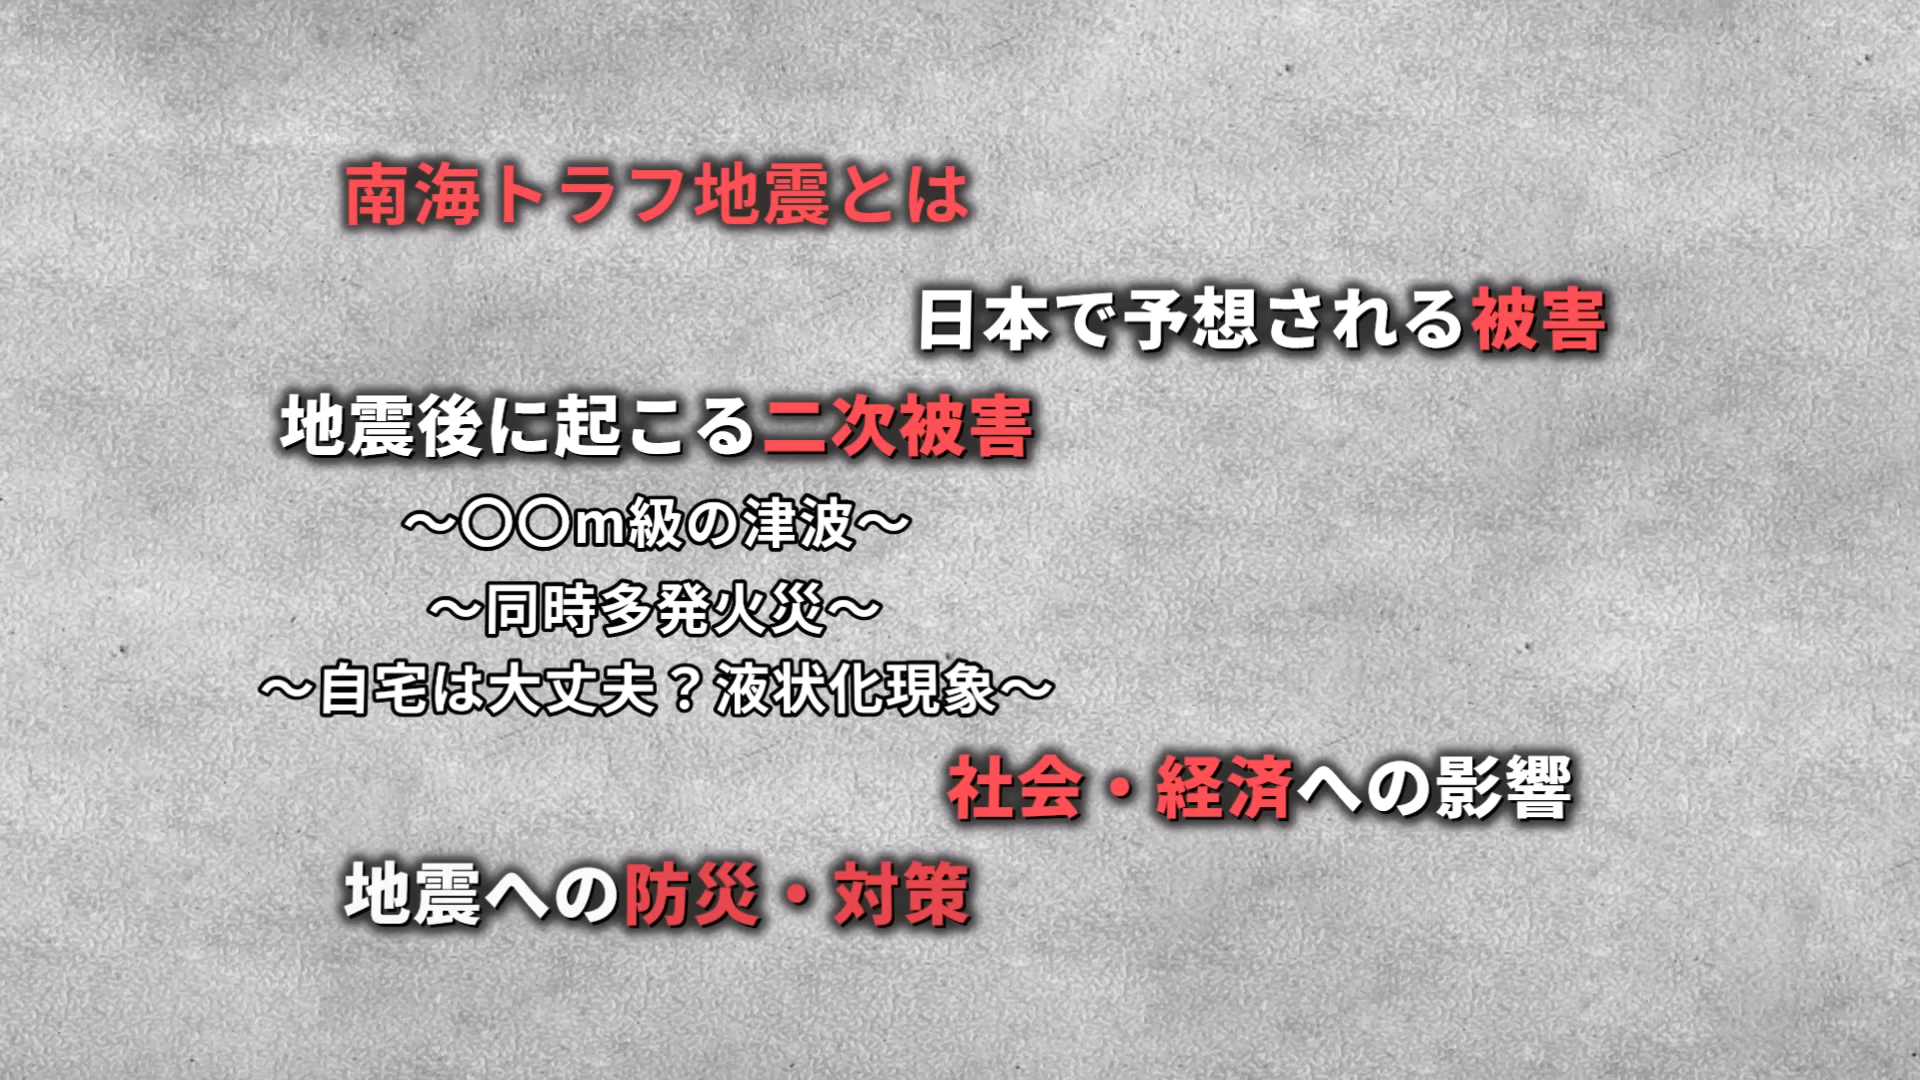 南海トラフ地震とは
日本で予想される被害
地震後に起こる二次被害
～〇〇m級の津波～
～同時多発火災～
～自宅は大丈夫？液状化現象～
社会・経済への影響
地震への防災・対策